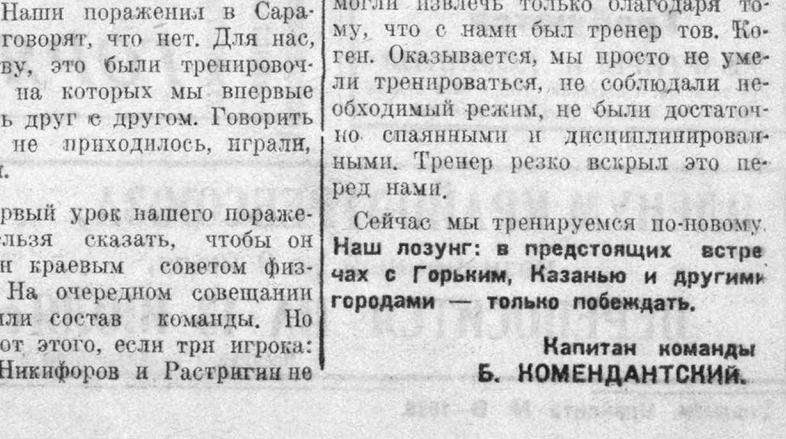 Наши поражения в Сара-
говорят, что нет. Для нас,
ву, это были тренировоч-
на которых мы впервые
ь друг с другом. Говорить
не приходилось, играли,
и.
рвый урок нашего пораже-
ельзя сказать, чтобы он
н краевым советом физ-
На очередном совещании
или состав команды. Но
от этого, если три игрока:
Никифоров и Растригин не
могли извлечь только благодаря то-
му, что с нами был тренер тов. Ко-
ген. Оказывается, мы просто не уме-
ли тренироваться, не соблюдали не-
обходимый режим, не были достаточ-
но спаянными и дисциплинирован-
ными. Тренер резко вскрыл это пе-
ред нами.
Сейчас мы тренируемся по-новому.
Наш лозунг: в предстоящих встре
чах с Горьким, Казанью и другими
городами — только побеждать.
Капитан команды
Б. КОМЕНДАНТСКИЙ.